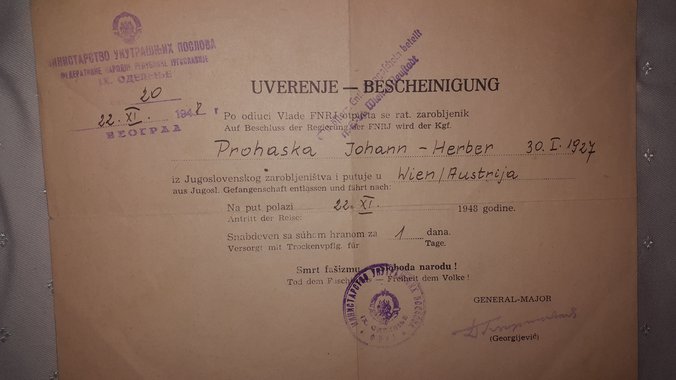 МИНИСТАРСТВО УНУТРАШЊИХ ПОСЛОВА
ФЕДЕРАТИВНЕ НАРОДНЕ РЕПУБЛИКЕ ЈУГОСЛАВИЈЕ
IX. ОДЕЉЕЊЕ
20
22. XI. 1948
БЕОГРАД
UVERENJE — BESCHEINIGUNG
Po odluci Vlade FNRJ otpušta se rat. zarobljenik
Auf Beschluss der Regierung der FNRJ wird der Kgf.
Prohaska Johann - Herber 30. I. 1927
iz Jugoslovenskog zarobljeništva i putuje u Wien/Austrija
aus Jugosl. Gefangenschaft entlassen und fährt nach:
Na put polazi 22. XI. 1948 godine.
Antritt der Reise:
Snabdeven sa suhom hranom za 1 dana.
Versorgt mit Trockenvpflg. für Tage.
Smrt fašizmu — Sloboda narodu !
Tod dem Faschismus — Freiheit dem Volke !
GENERAL-MAJOR
(Georgijević)